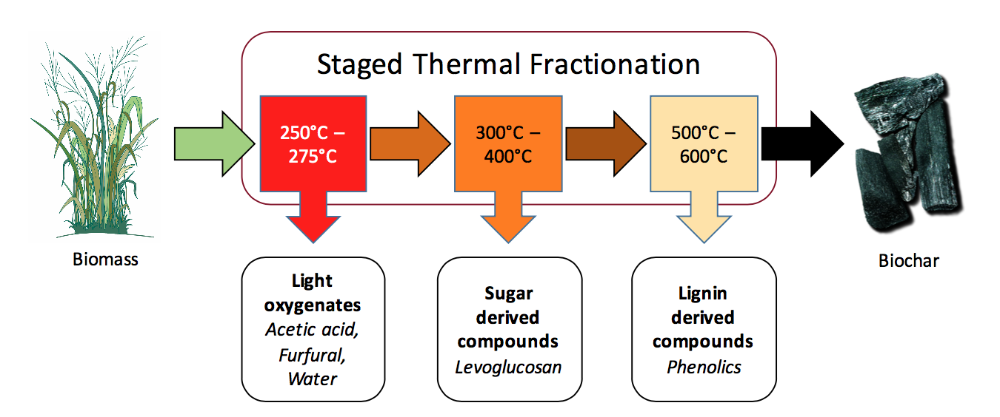 Staged Thermal Fractionation
250°C –
275°C
300°C –
400°C
500°C –
600°C
Biomass
Biochar
Light
oxygenates
Acetic acid,
Furfural,
Water
Sugar
derived
compounds
Levoglucosan
Lignin
derived
compounds
Phenolics